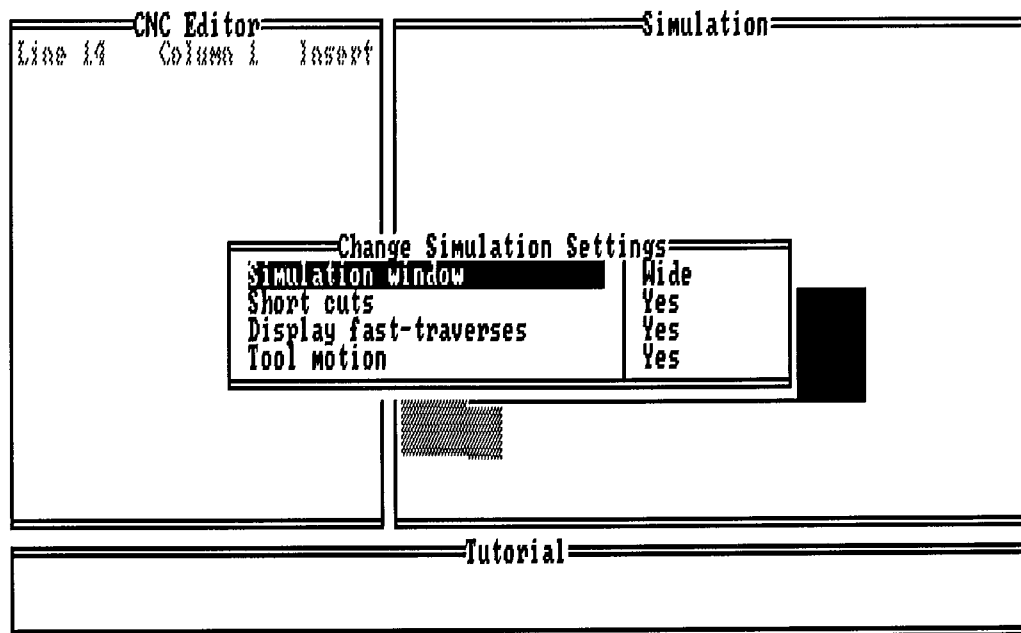 CNC Editor
Simulation
Line 14 Column 1 Insert
Change Simulation Settings
Simulation window Wide
Short cuts Yes
Display fast-traverses Yes
Tool motion Yes
Tutorial